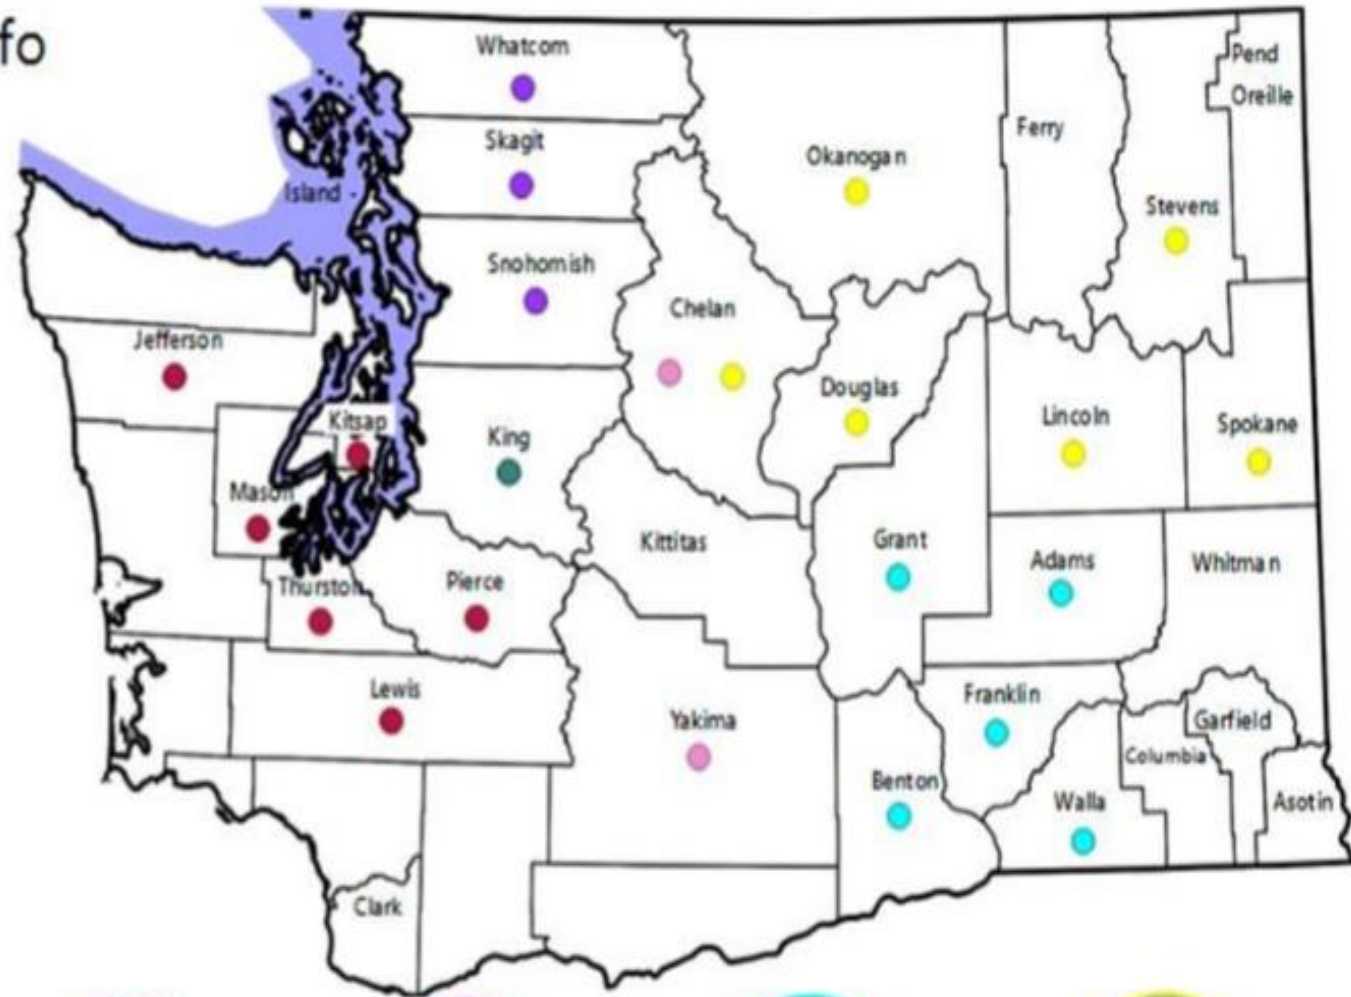 fo
Whatcom
Pend
Oreille
Ferry
Skagit
Okanogan
Island
Stevens
Snohomish
Chelan
Jefferson
Douglas
Kitsap
King
Lincoln
Spokane
Mason
Kittitas
Grant
Adams
Whitman
Thurston
Pierce
Lewis
Yakima
Franklin
Garfield
Columbia
Benton
Walla
Asotin
Clark